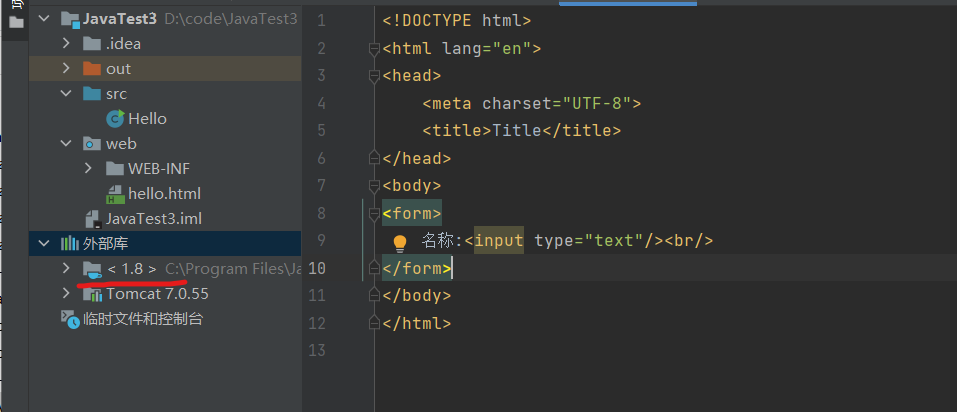 JavaTest3 D:\code\JavaTest3
.idea
out
src
Hello
web
WEB-INF
hello.html
JavaTest3.iml
外部库
< 1.8 > C:\Program Files\Ja
Tomcat 7.0.55
临时文件和控制台
1 <!DOCTYPE html>
2 <html lang="en">
3 <head>
4 <meta charset="UTF-8">
5 <title>Title</title>
6 </head>
7 <body>
8 <form>
9 名称:<input type="text"/><br/>
10 </form>
11 </body>
12 </html>
13